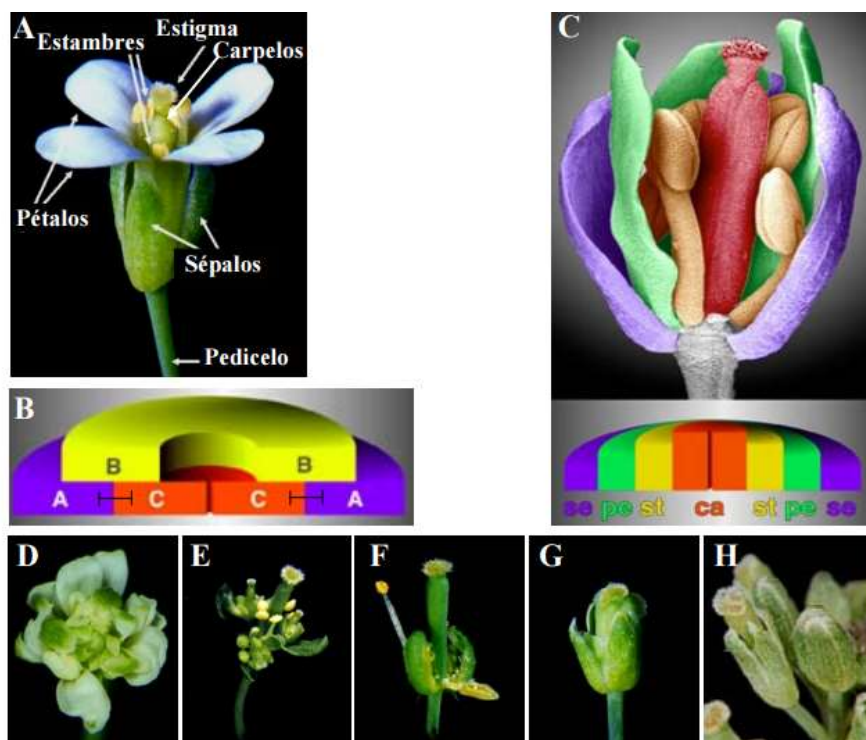 A
Estambres
Estigma
Carpelos
Pétalos
Sépalos
Pedicelo
B
B B
A C C A
C
se pe st ca st pe se
D E F G H